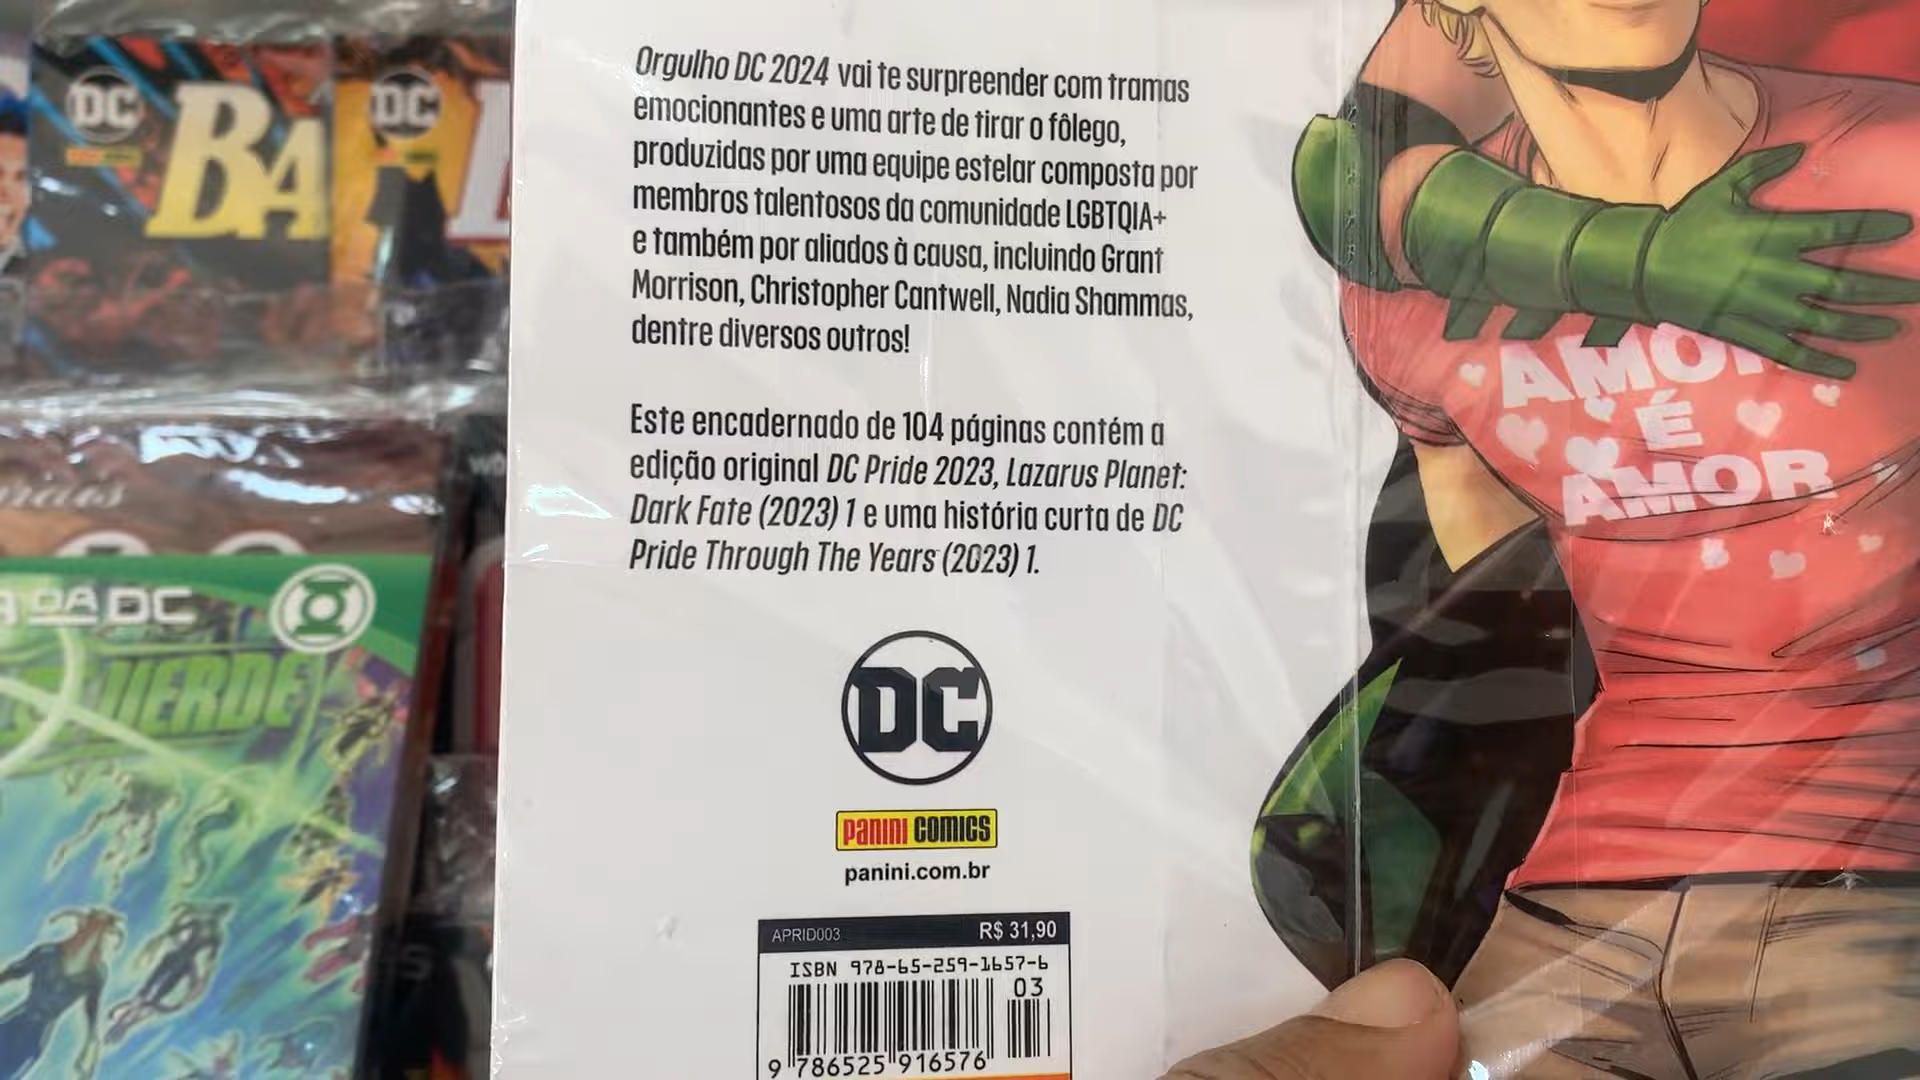 Orgulho DC 2024 vai te surpreender com tramas
emocionantes e uma arte de tirar o fôlego,
produzidas por uma equipe estelar composta por
membros talentosos da comunidade LGBTQIA+
e também por aliados à causa, incluindo Grant
Morrison, Christopher Cantwell, Nadia Shammas,
dentre diversos outros!
Este encadernado de 104 páginas contém a
edição original DC Pride 2023, Lazarus Planet:
Dark Fate (2023) 1 e uma história curta de DC
Pride Through The Years (2023) 1.
DC
PANINI COMICS
panini.com.br
APRID003 R$ 31,90
ISBN 978-65-259-1657-6
03
9 786525 916576
AMOR
É
AMOR
DC
BA
DC
DA DC
VERDE